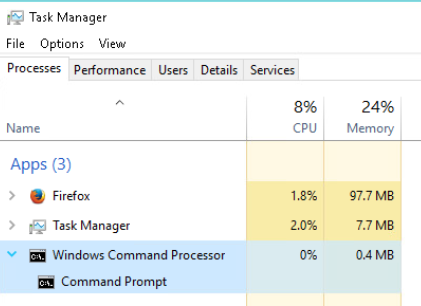 Task Manager
File Options View
Processes Performance Users Details Services
8% 24%
Name CPU Memory
Apps (3)
Firefox 1.8% 97.7 MB
Task Manager 2.0% 7.7 MB
Windows Command Processor 0% 0.4 MB
Command Prompt